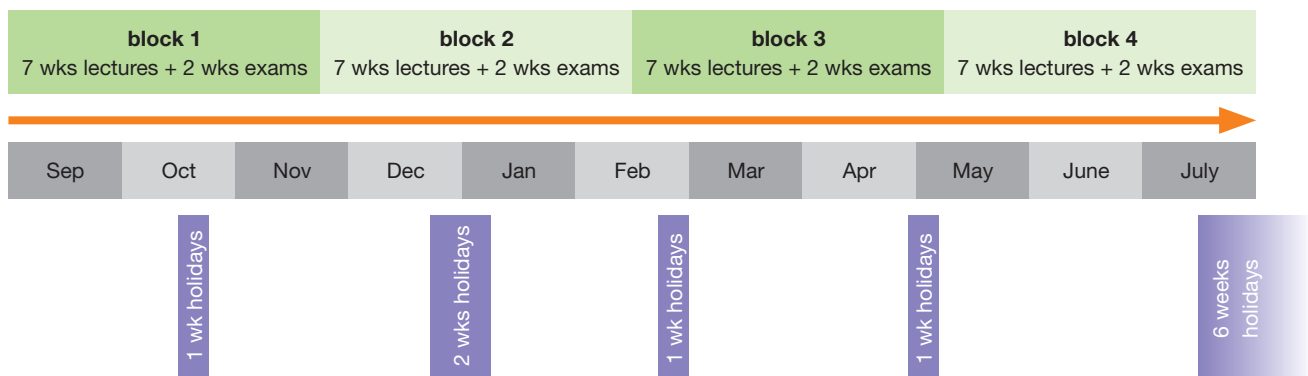 block 1
7 wks lectures + 2 wks exams
block 2
7 wks lectures + 2 wks exams
block 3
7 wks lectures + 2 wks exams
block 4
7 wks lectures + 2 wks exams
Sep Oct Nov Dec Jan Feb Mar Apr May June July
1 wk holidays
2 wks holidays
1 wk holidays
1 wk holidays
6 weeks
holidays